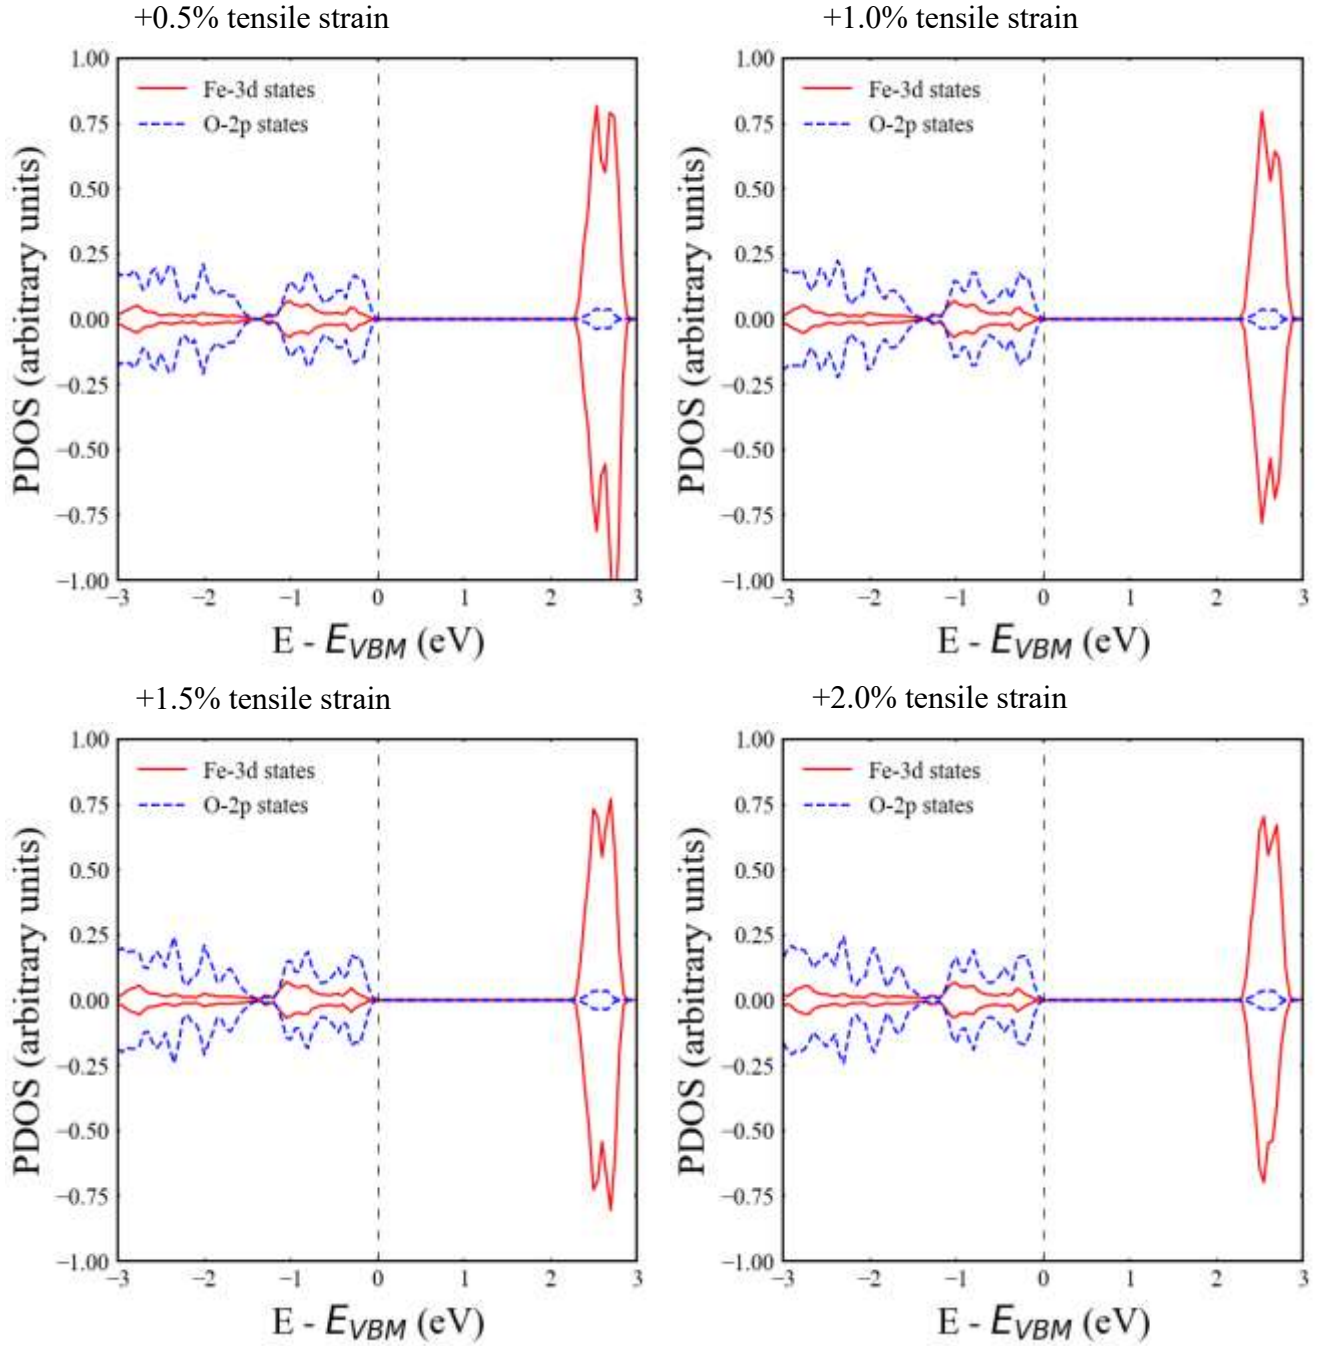 +0.5% tensile strain
+1.0% tensile strain
1.00
0.75
0.50
0.25
0.00
−0.25
−0.50
−0.75
−1.00
PDOS (arbitrary units)
Fe-3d states
O-2p states
−3 −2 −1 0 1 2 3
E - E_VBM (eV)
1.00
0.75
0.50
0.25
0.00
−0.25
−0.50
−0.75
−1.00
PDOS (arbitrary units)
Fe-3d states
O-2p states
−3 −2 −1 0 1 2 3
E - E_VBM (eV)
+1.5% tensile strain
+2.0% tensile strain
1.00
0.75
0.50
0.25
0.00
−0.25
−0.50
−0.75
−1.00
PDOS (arbitrary units)
Fe-3d states
O-2p states
−3 −2 −1 0 1 2 3
E - E_VBM (eV)
1.00
0.75
0.50
0.25
0.00
−0.25
−0.50
−0.75
−1.00
PDOS (arbitrary units)
Fe-3d states
O-2p states
−3 −2 −1 0 1 2 3
E - E_VBM (eV)